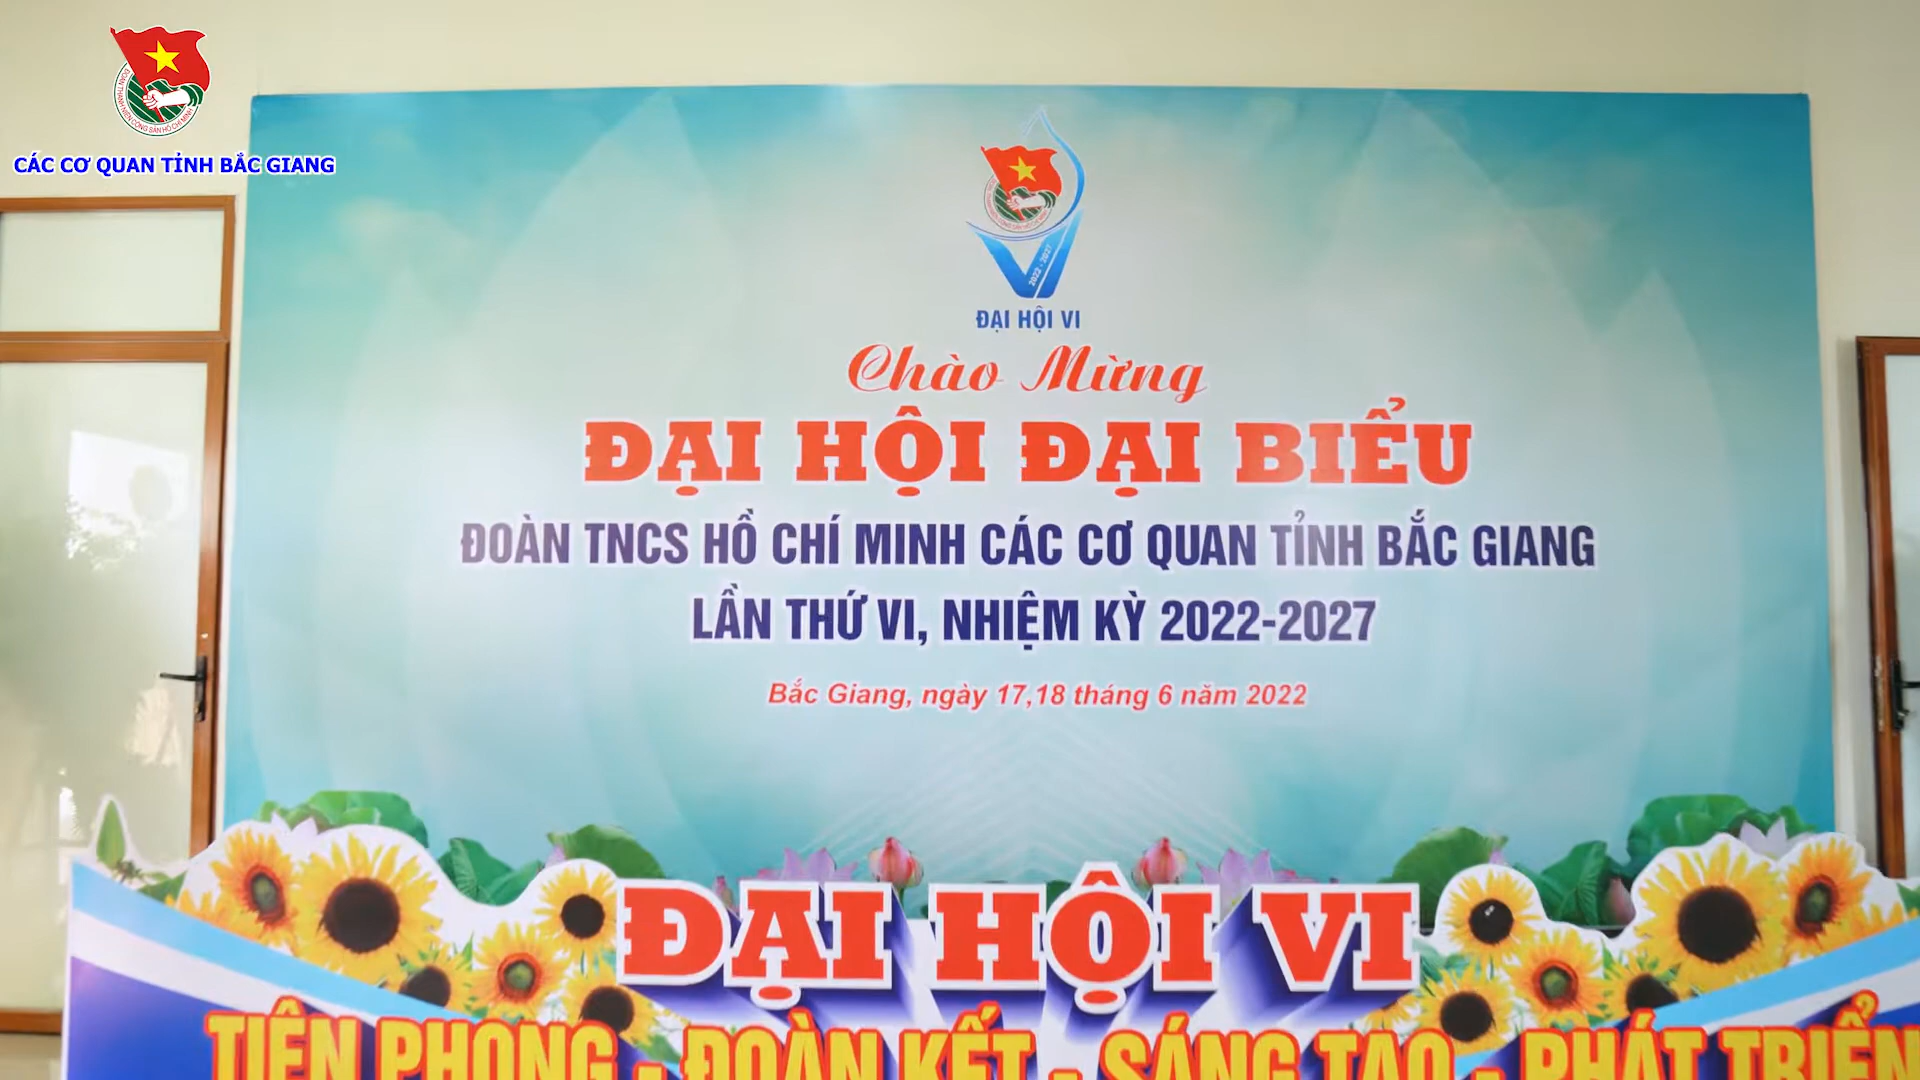 CÁC CƠ QUAN TỈNH BẮC GIANG
2022 - 2027
ĐẠI HỘI VI
Chào Mừng
ĐẠI HỘI ĐẠI BIỂU
ĐOÀN TNCS HỒ CHÍ MINH CÁC CƠ QUAN TỈNH BẮC GIANG
LẦN THỨ VI, NHIỆM KỲ 2022-2027
Bắc Giang, ngày 17,18 tháng 6 năm 2022
ĐẠI HỘI VI
TIÊN PHONG - ĐOÀN KẾT - SÁNG TẠO - PHÁT TRIỂN